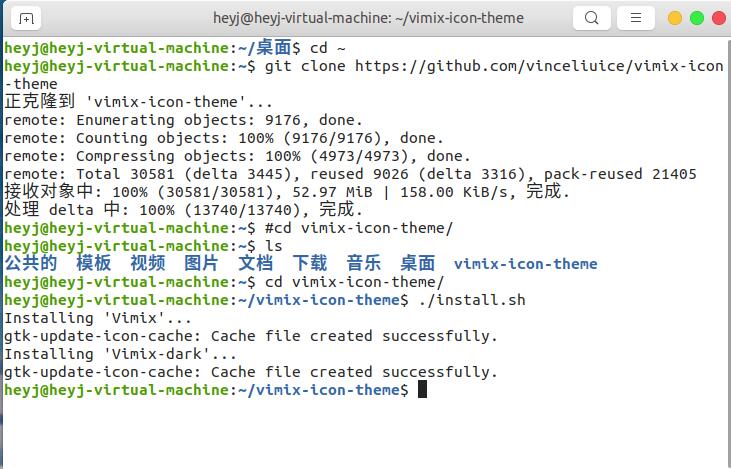 heyj@heyj-virtual-machine: ~/vimix-icon-theme
heyj@heyj-virtual-machine:~/桌面$ cd ~
heyj@heyj-virtual-machine:~$ git clone https://github.com/vinceliuice/vimix-icon
-theme
正克隆到 'vimix-icon-theme'...
remote: Enumerating objects: 9176, done.
remote: Counting objects: 100% (9176/9176), done.
remote: Compressing objects: 100% (4973/4973), done.
remote: Total 30581 (delta 3445), reused 9026 (delta 3316), pack-reused 21405
接收对象中: 100% (30581/30581), 52.97 MiB | 158.00 KiB/s, 完成.
处理 delta 中: 100% (13740/13740), 完成.
heyj@heyj-virtual-machine:~$ #cd vimix-icon-theme/
heyj@heyj-virtual-machine:~$ ls
公共的 模板 视频 图片 文档 下载 音乐 桌面 vimix-icon-theme
heyj@heyj-virtual-machine:~$ cd vimix-icon-theme/
heyj@heyj-virtual-machine:~/vimix-icon-theme$ ./install.sh
Installing 'Vimix'...
gtk-update-icon-cache: Cache file created successfully.
Installing 'Vimix-dark'...
gtk-update-icon-cache: Cache file created successfully.
heyj@heyj-virtual-machine:~/vimix-icon-theme$